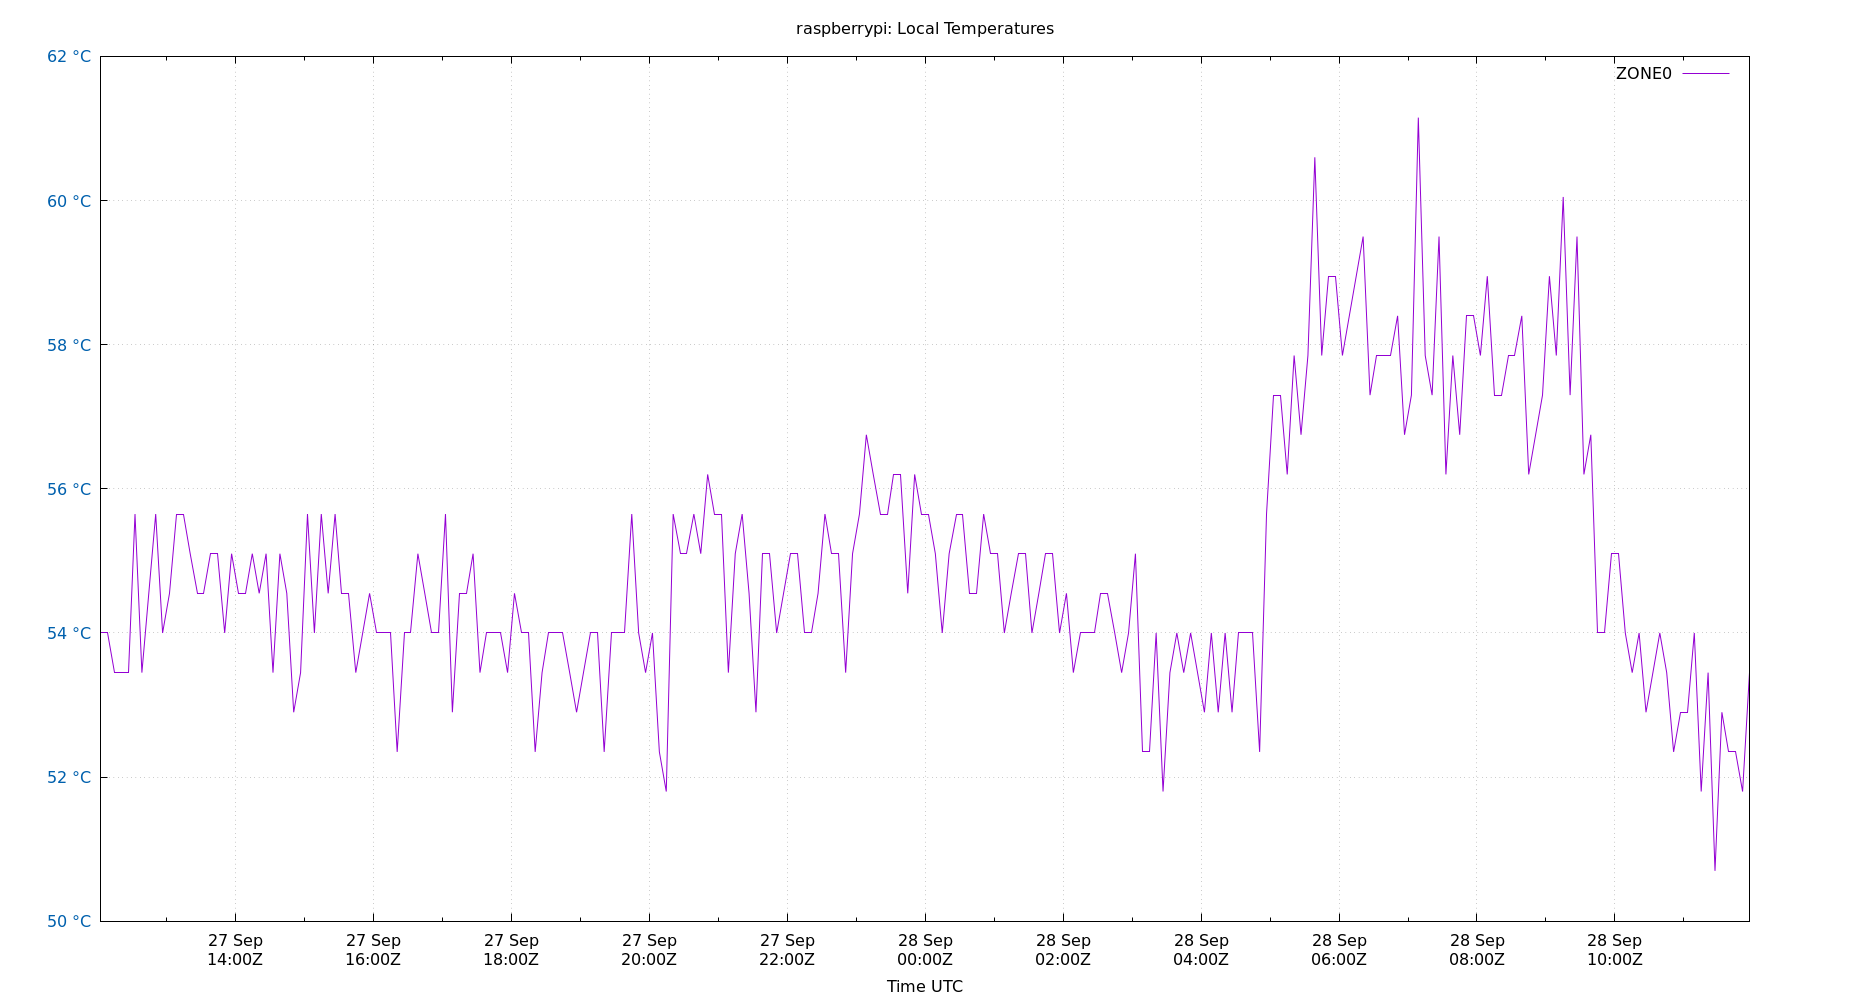 raspberrypi: Local Temperatures
62 °C
ZONE0
60 °C
58 °C
56 °C
54 °C
52 °C
50 °C
27 Sep 27 Sep 27 Sep 27 Sep 27 Sep 28 Sep 28 Sep 28 Sep 28 Sep 28 Sep 28 Sep
14:00Z 16:00Z 18:00Z 20:00Z 22:00Z 00:00Z 02:00Z 04:00Z 06:00Z 08:00Z 10:00Z
Time UTC